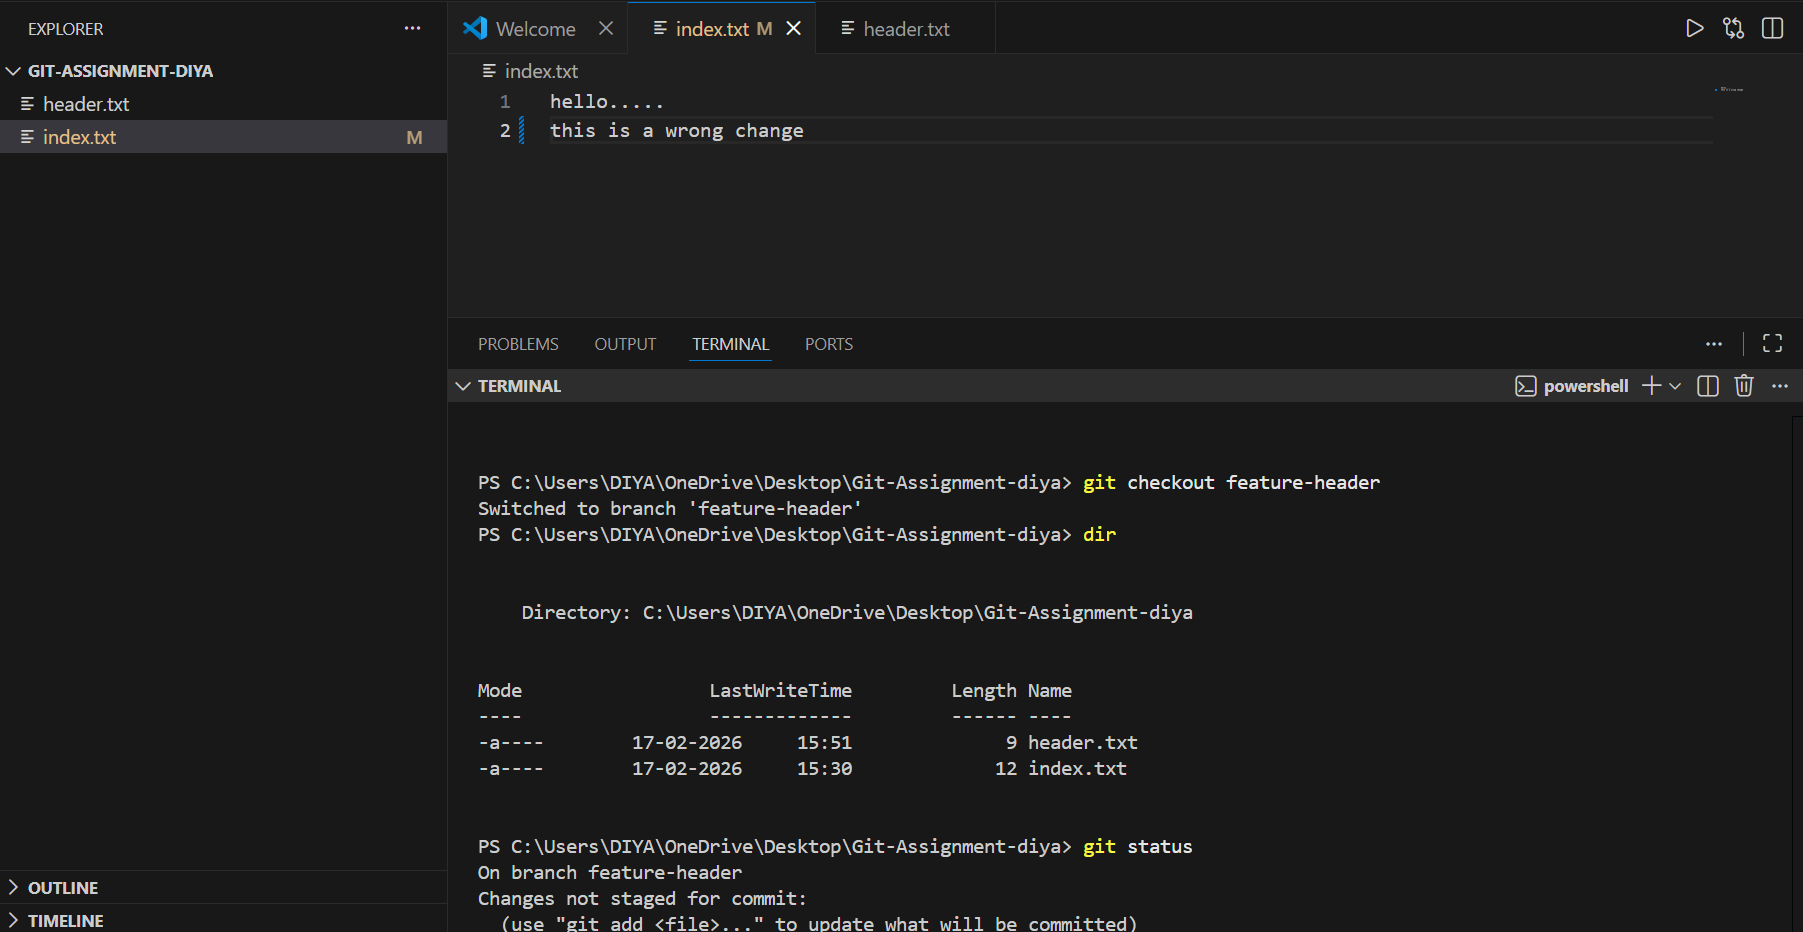 EXPLORER
GIT-ASSIGNMENT-DIYA
header.txt
index.txt M
OUTLINE
TIMELINE
Welcome index.txt M header.txt
index.txt
1 hello.....
2 this is a wrong change
PROBLEMS OUTPUT TERMINAL PORTS
TERMINAL powershell
PS C:\Users\DIYA\OneDrive\Desktop\Git-Assignment-diya> git checkout feature-header
Switched to branch 'feature-header'
PS C:\Users\DIYA\OneDrive\Desktop\Git-Assignment-diya> dir
Directory: C:\Users\DIYA\OneDrive\Desktop\Git-Assignment-diya
Mode LastWriteTime Length Name
---- ------------- ------ ----
-a---- 17-02-2026 15:51 9 header.txt
-a---- 17-02-2026 15:30 12 index.txt
PS C:\Users\DIYA\OneDrive\Desktop\Git-Assignment-diya> git status
On branch feature-header
Changes not staged for commit:
(use "git add <file>..." to update what will be committed)